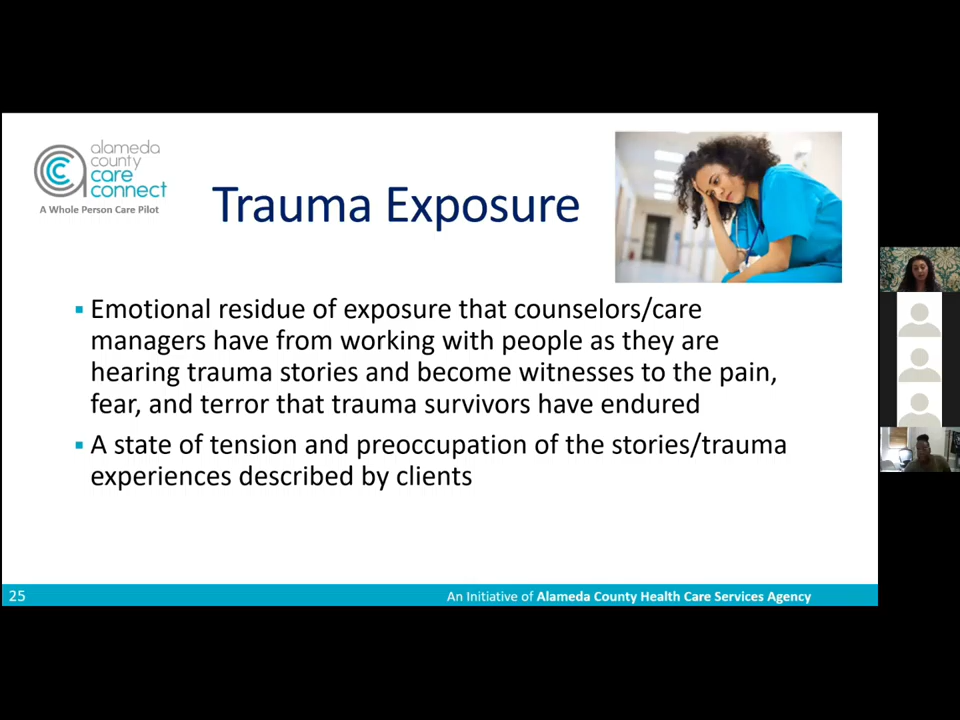 alameda
county
care
connect
A Whole Person Care Pilot
Trauma Exposure
▪ Emotional residue of exposure that counselors/care
managers have from working with people as they are
hearing trauma stories and become witnesses to the pain,
fear, and terror that trauma survivors have endured
▪ A state of tension and preoccupation of the stories/trauma
experiences described by clients
25
An Initiative of Alameda County Health Care Services Agency